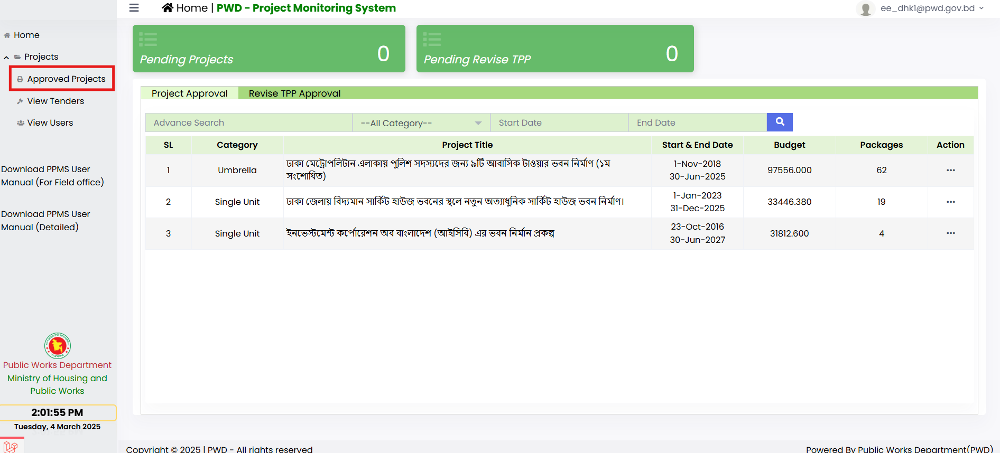 Home | PWD - Project Monitoring System
ee_dhk1@pwd.gov.bd
Home
Projects
Approved Projects
View Tenders
View Users
Download PPMS User
Manual (For Field office)
Download PPMS User
Manual (Detailed)
Public Works Department
Ministry of Housing and
Public Works
2:01:55 PM
Tuesday, 4 March 2025
Pending Projects 0
Pending Revise TPP 0
Project Approval Revise TPP Approval
Advance Search --All Category-- Start Date End Date
SL Category Project Title Start & End Date Budget Packages Action
1 Umbrella ঢাকা মেট্রোপলিটান এলাকায় পুলিশ সদস্যদের জন্য ৯টি আবাসিক টাওয়ার ভবন নির্মাণ (১ম
সংশোধিত) 1-Nov-2018
30-Jun-2025 97556.000 62 •••
2 Single Unit ঢাকা জেলায় বিদ্যমান সার্কিট হাউজ ভবনের স্থলে নতুন অত্যাধুনিক সার্কিট হাউজ ভবন নির্মাণ। 1-Jan-2023
31-Dec-2025 33446.380 19 •••
3 Single Unit ইনভেস্টমেন্ট কর্পোরেশন অব বাংলাদেশ (আইসিবি) এর ভবন নির্মান প্রকল্প 23-Oct-2016
30-Jun-2027 31812.600 4 •••
Copyright © 2025 | PWD - All rights reserved
Powered By Public Works Department(PWD)